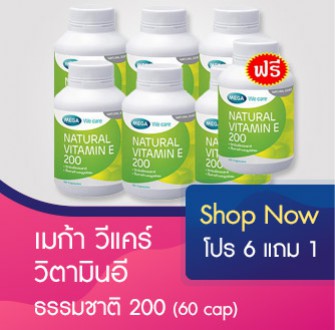 ฟรี
MEGA We care
NATURAL
VITAMIN E
200
Shop Now
โปร 6 แถม 1
เมก้า วีแคร์
วิตามินอี
ธรรมชาติ 200 (60 cap)